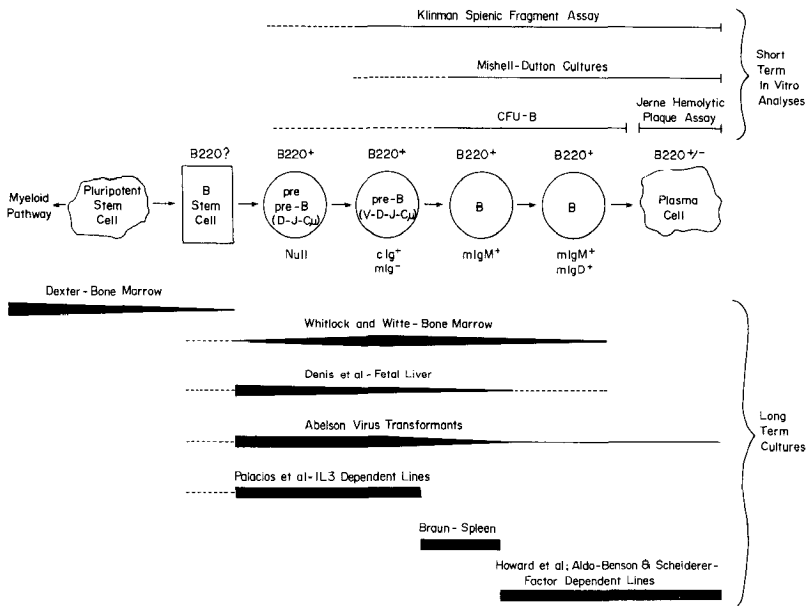 Klinman Splenic Fragment Assay
Mishell-Dutton Cultures
CFU-B
Jerne Hemolytic
Plaque Assay
Short
Term
In Vitro
Analyses
B220?
B220+
B220+
B220+
B220+
B220+/-
Myeloid
Pathway
Pluripotent
Stem
Cell
B
Stem
Cell
pre
pre-B
(D-J-Cμ)
pre-B
(V-D-J-Cμ)
B
B
Plasma
Cell
Null
cIg+
mIg-
mIgM+
mIgM+
mIgD+
Dexter-Bone Marrow
Whitlock and Witte-Bone Marrow
Denis et al-Fetal Liver
Abelson Virus Transformants
Palacios et al-IL3 Dependent Lines
Braun-Spleen
Howard et al; Aldo-Benson & Scheiderer-
Factor Dependent Lines
Long
Term
Cultures